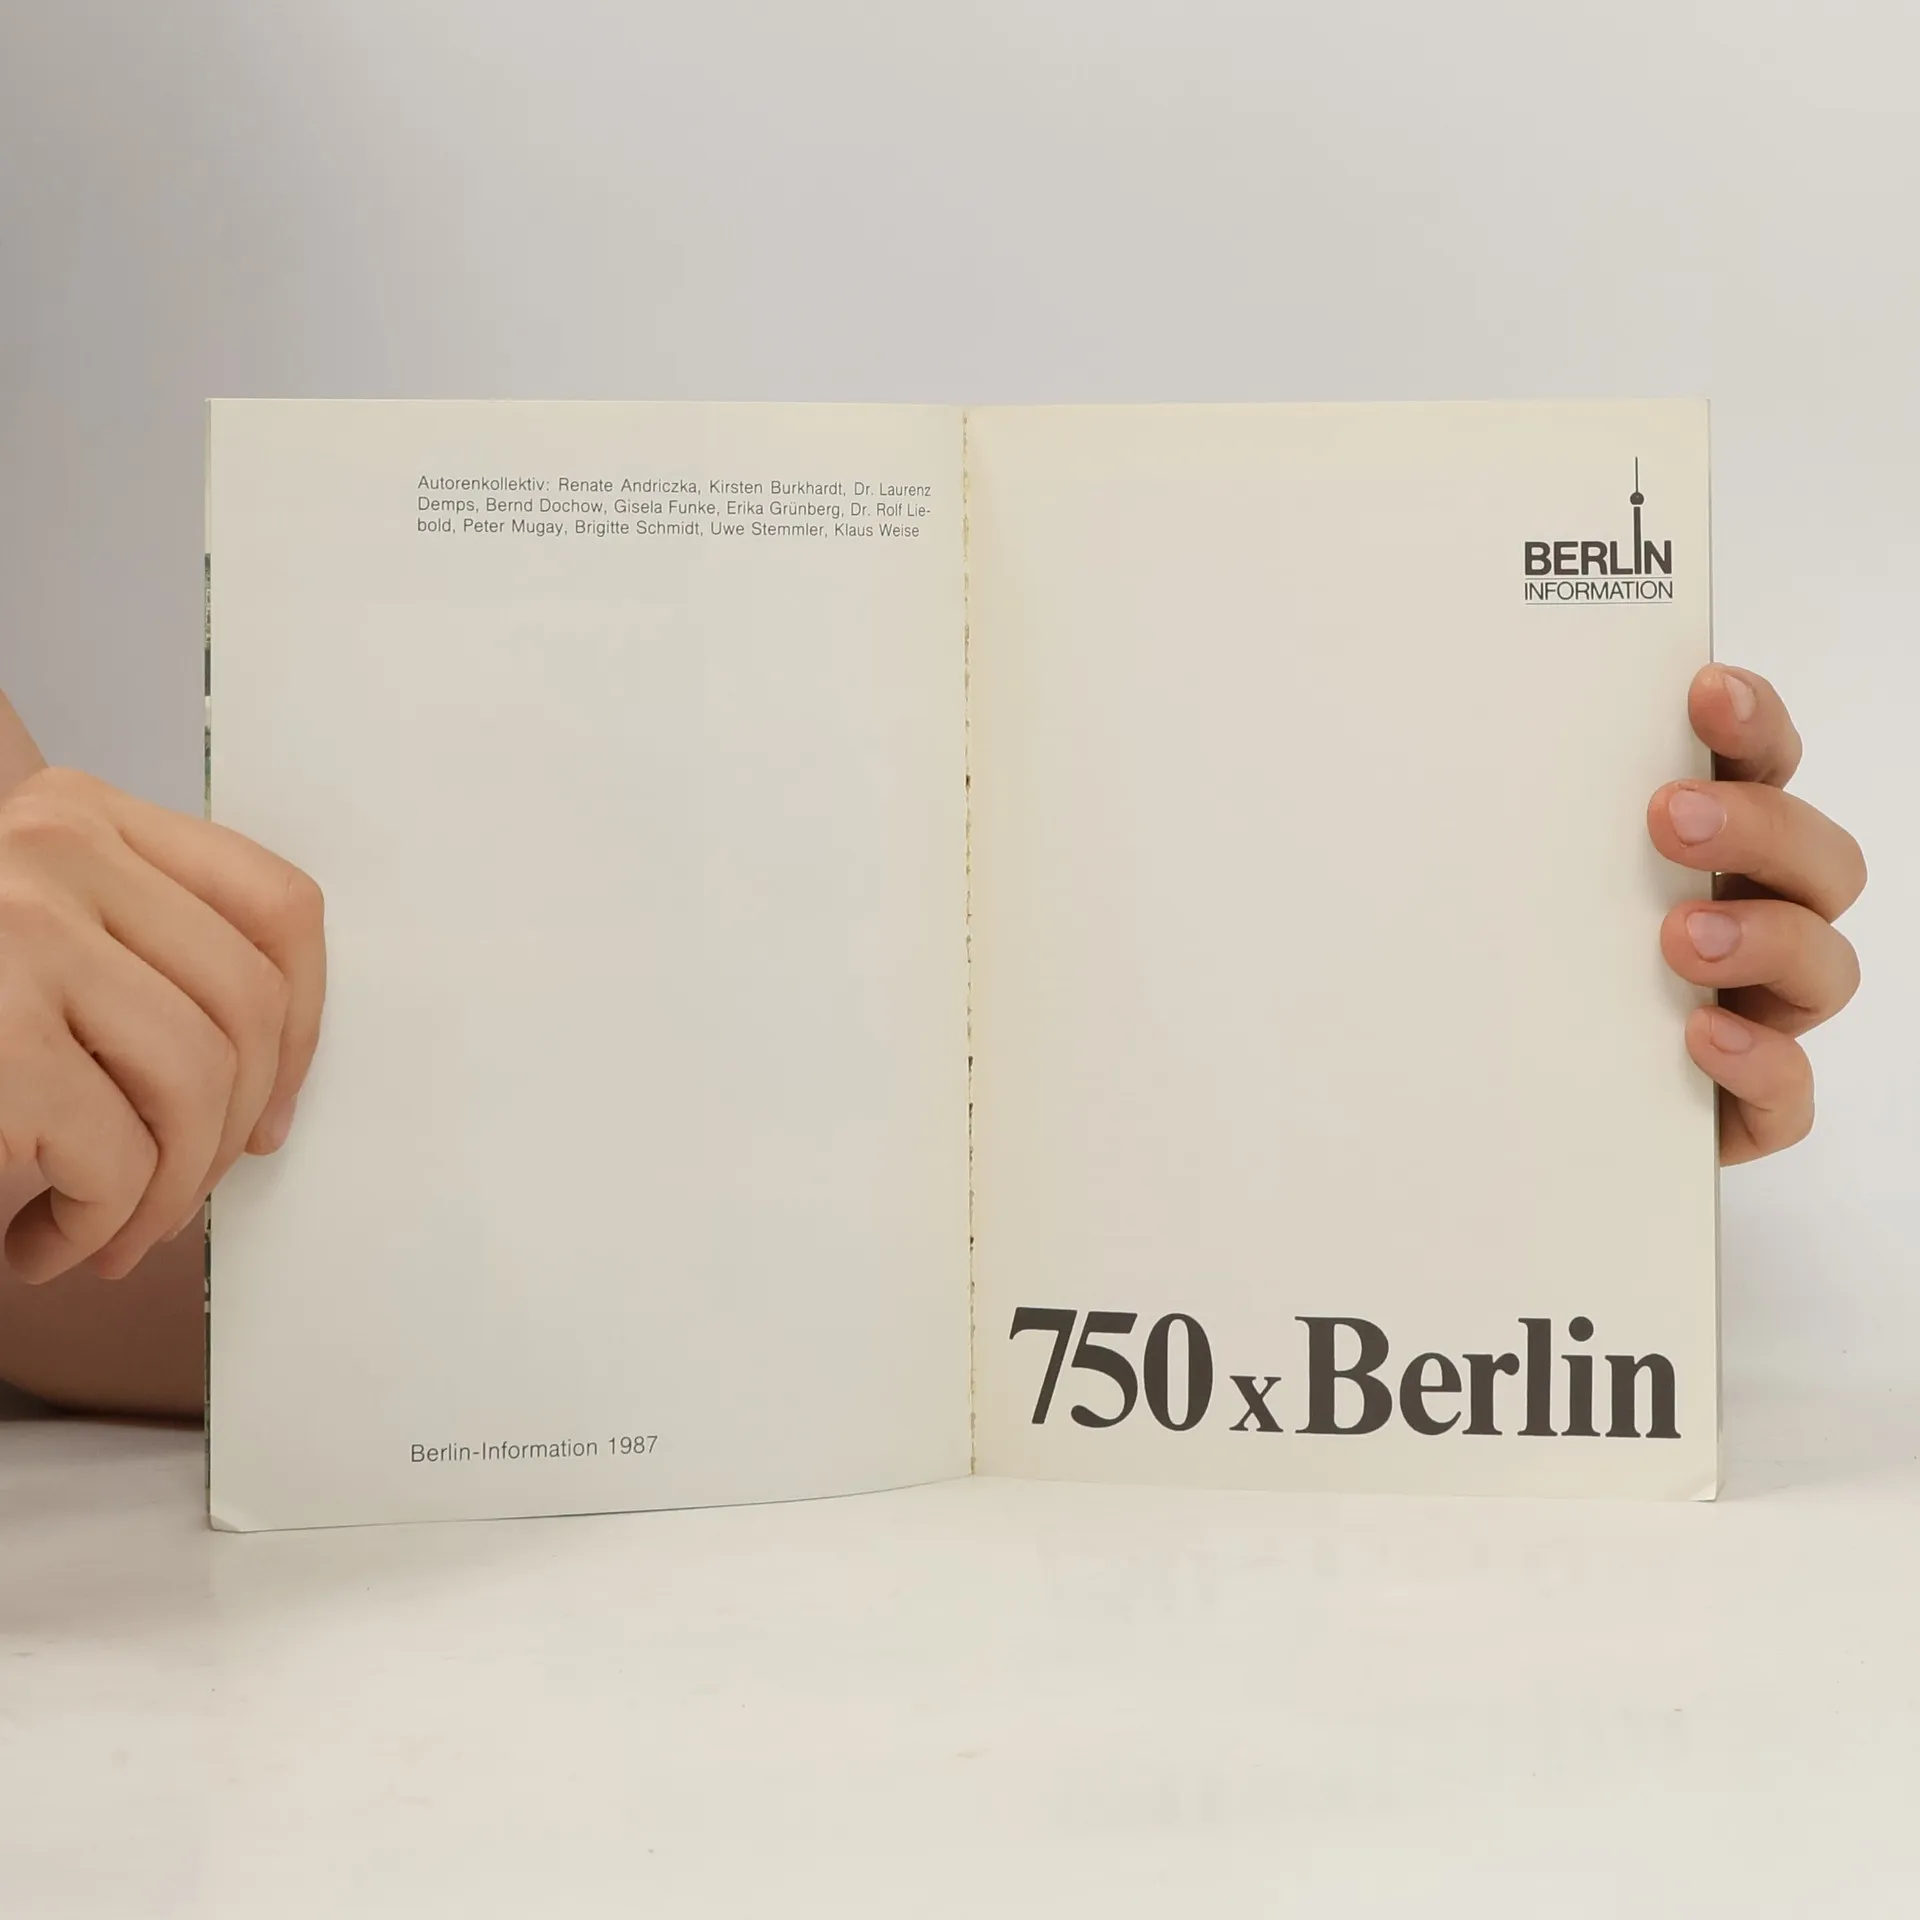 Autorenkollektiv: Renate Andriczka, Kirsten Burkhardt, Dr. Laurenz
Demps, Bernd Dochow, Gisela Funke, Erika Grünberg, Dr. Rolf Lie-
bold, Peter Mugay, Brigitte Schmidt, Uwe Stemmler, Klaus Weise
Berlin-Information 1987
BERLIN
INFORMATION
750 x Berlin